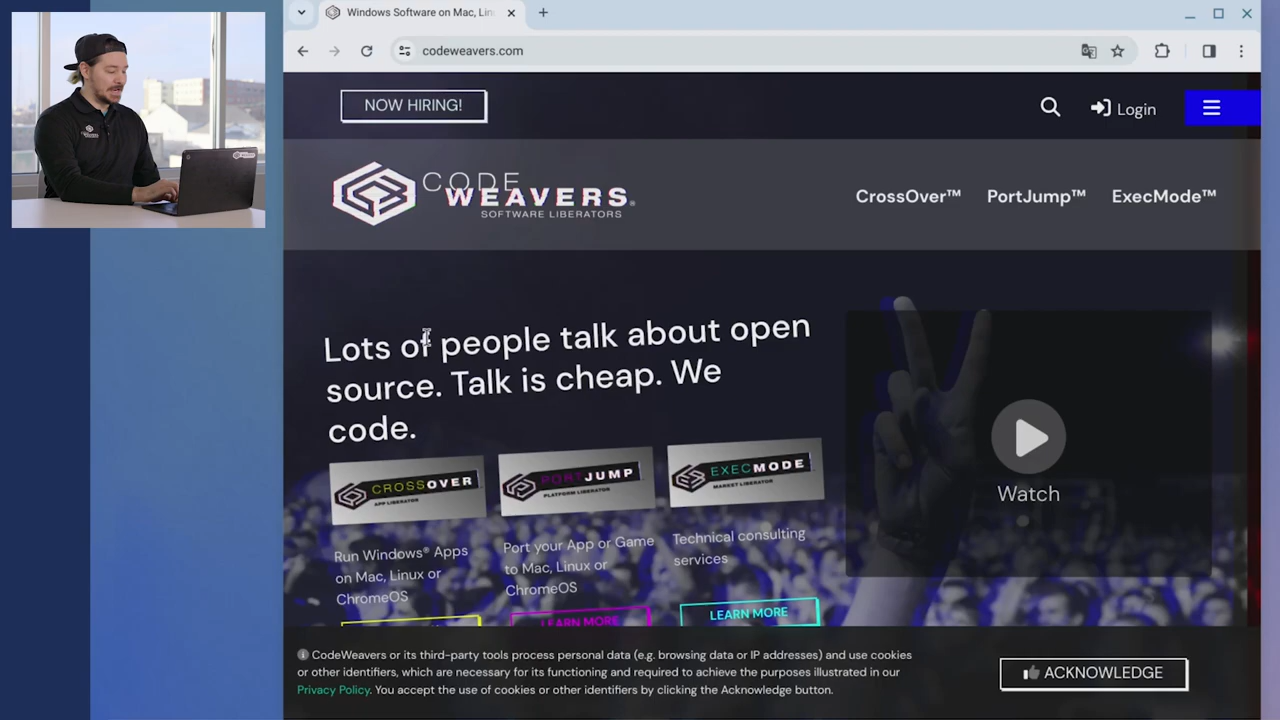 Windows Software on Mac, Lin
codeweavers.com
NOW HIRING!
Login
CODE
WEAVERS
SOFTWARE LIBERATORS
CrossOver™
PortJump™
ExecMode™
Lots of people talk about open
source. Talk is cheap. We
code.
Watch
CROSSOVER
APP LIBERATOR
PORTJUMP
PLATFORM LIBERATOR
EXECMODE
MARKET LIBERATOR
Run Windows® Apps
on Mac, Linux or
ChromeOS
Port your App or Game
to Mac, Linux or
ChromeOS
LEARN MORE
Technical consulting
services
LEARN MORE
CodeWeavers or its third-party tools process personal data (e.g. browsing data or IP addresses) and use cookies
or other identifiers, which are necessary for its functioning and required to achieve the purposes illustrated in our
Privacy Policy. You accept the use of cookies or other identifiers by clicking the Acknowledge button.
ACKNOWLEDGE